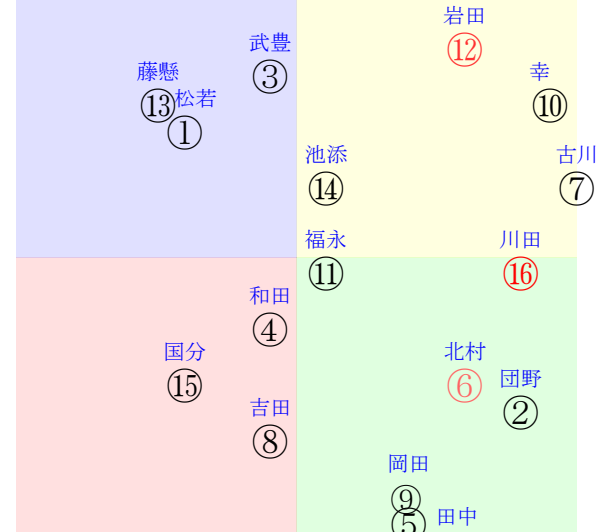 岩田
⑫
武豊
③
藤懸
⑬
松若
①
幸
⑩
池添
⑭
古川
⑦
福永
⑪
川田
⑯
和田
④
国分
⑮
北村
⑥
団野
②
吉田
⑧
岡田
⑨
田中
⑤